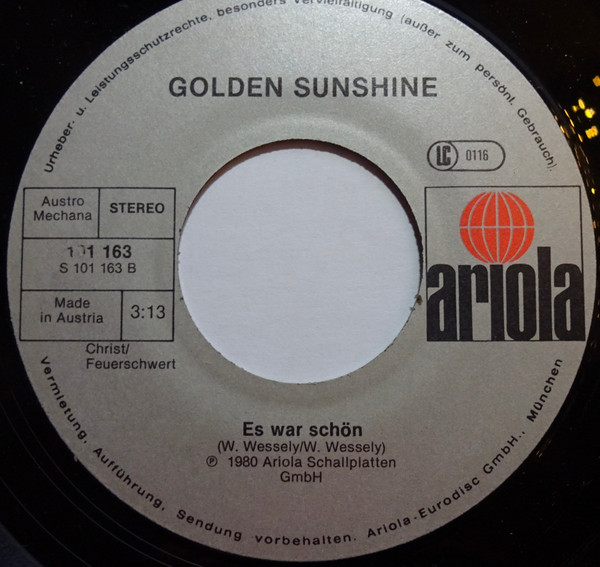 Urheber- u. Leistungsschutzrechte, besonders Vervielfältigung (außer zum persönl. Gebrauch),
GOLDEN SUNSHINE
LC 0116
Austro
Mechana
STEREO
101 163
S 101 163 B
Made
in Austria
3:13
Christ/
Feuerschwert
ariola
Es war schön
(W. Wessely/W. Wessely)
℗ 1980 Ariola Schallplatten
GmbH
Vermietung, Aufführung, Sendung vorbehalten. Ariola-Eurodisc GmbH., München